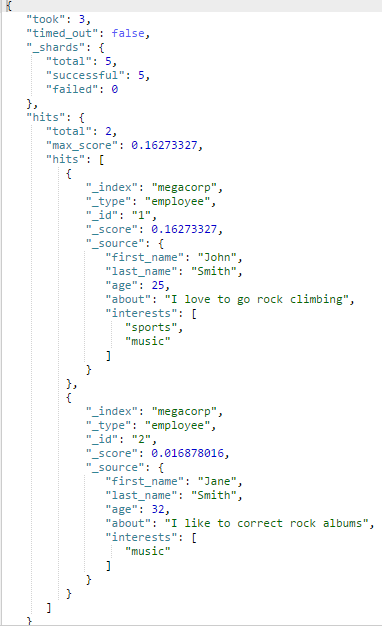 {
"took": 3,
"timed_out": false,
"_shards": {
"total": 5,
"successful": 5,
"failed": 0
},
"hits": {
"total": 2,
"max_score": 0.16273327,
"hits": [
{
"_index": "megacorp",
"_type": "employee",
"_id": "1",
"_score": 0.16273327,
"_source": {
"first_name": "John",
"last_name": "Smith",
"age": 25,
"about": "I love to go rock climbing",
"interests": [
"sports",
"music"
]
}
},
{
"_index": "megacorp",
"_type": "employee",
"_id": "2",
"_score": 0.016878016,
"_source": {
"first_name": "Jane",
"last_name": "Smith",
"age": 32,
"about": "I like to correct rock albums",
"interests": [
"music"
]
}
}
]
}